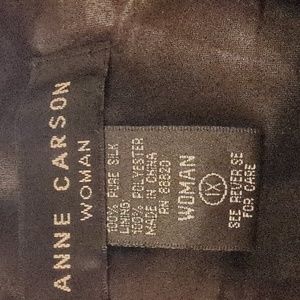 ANNE CARSON
WOMAN
100% PURE SILK
LINING:
100% POLYESTER
MADE IN CHINA
RN 88820
WOMAN
1X
SEE REVERSE
FOR CARE